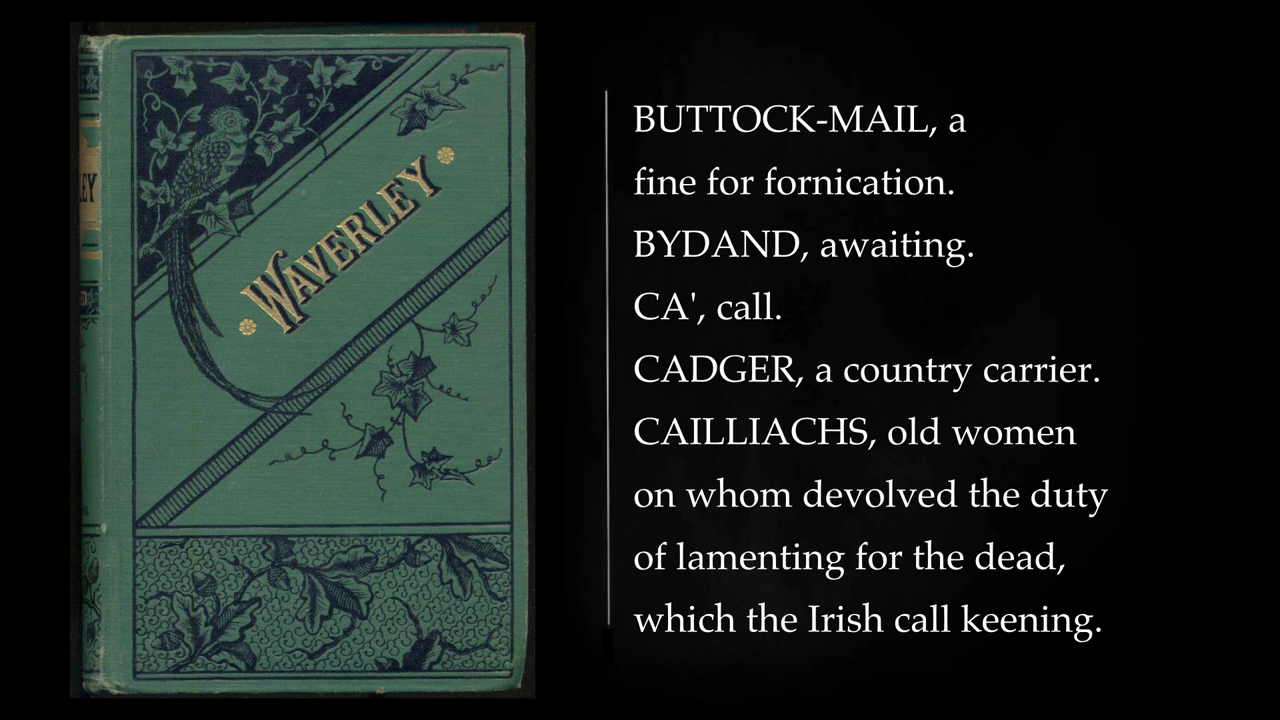 WAVERLEY
BUTTOCK-MAIL, a
fine for fornication.
BYDAND, awaiting.
CA', call.
CADGER, a country carrier.
CAILLIACHS, old women
on whom devolved the duty
of lamenting for the dead,
which the Irish call keening.